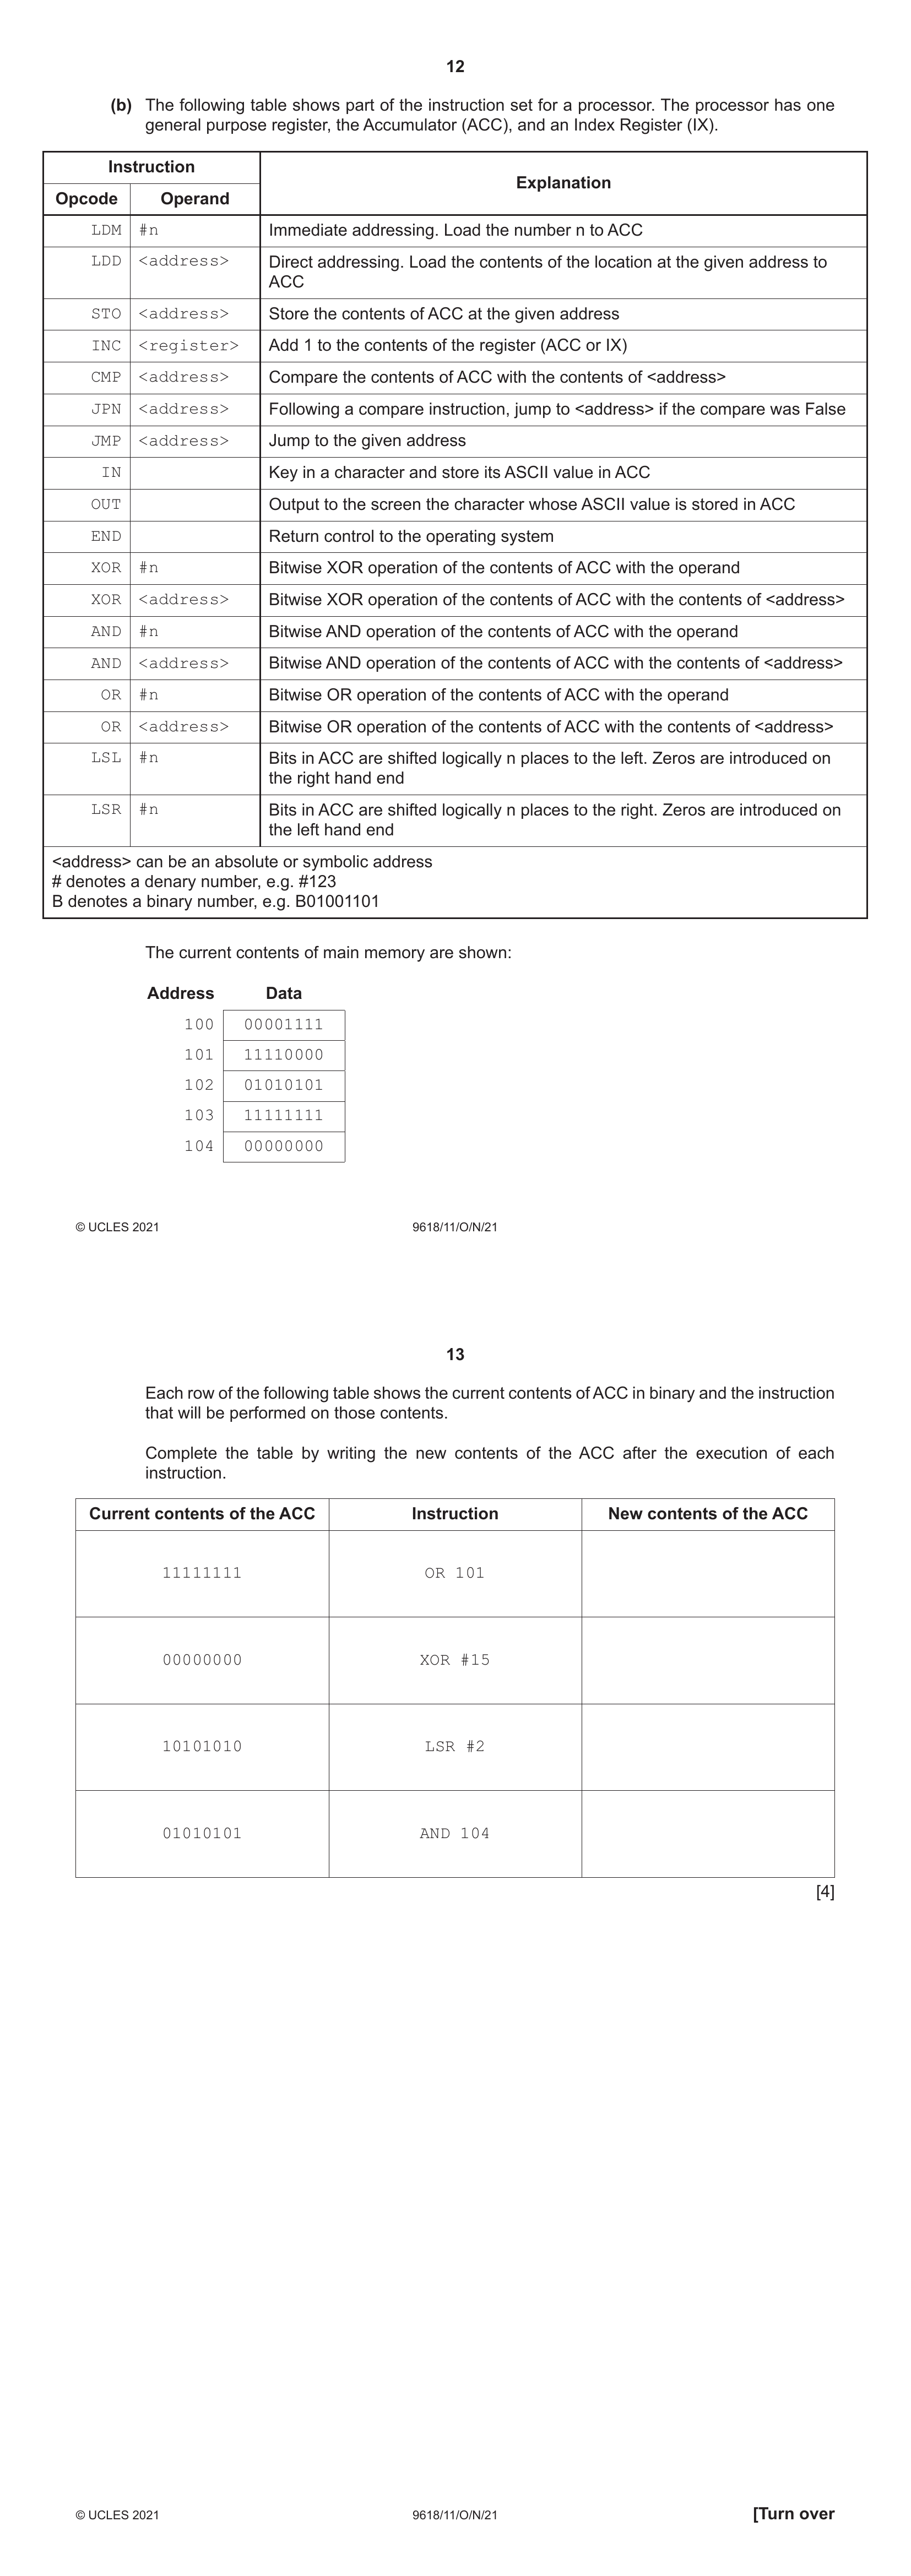 12
(b) The following table shows part of the instruction set for a processor. The processor has one
general purpose register, the Accumulator (ACC), and an Index Register (IX).
Instruction
Explanation
Opcode Operand
LDM #n Immediate addressing. Load the number n to ACC
LDD <address> Direct addressing. Load the contents of the location at the given address to
ACC
STO <address> Store the contents of ACC at the given address
INC <register> Add 1 to the contents of the register (ACC or IX)
CMP <address> Compare the contents of ACC with the contents of <address>
JPN <address> Following a compare instruction, jump to <address> if the compare was False
JMP <address> Jump to the given address
IN Key in a character and store its ASCII value in ACC
OUT Output to the screen the character whose ASCII value is stored in ACC
END Return control to the operating system
XOR #n Bitwise XOR operation of the contents of ACC with the operand
XOR <address> Bitwise XOR operation of the contents of ACC with the contents of <address>
AND #n Bitwise AND operation of the contents of ACC with the operand
AND <address> Bitwise AND operation of the contents of ACC with the contents of <address>
OR #n Bitwise OR operation of the contents of ACC with the operand
OR <address> Bitwise OR operation of the contents of ACC with the contents of <address>
LSL #n Bits in ACC are shifted logically n places to the left. Zeros are introduced on
the right hand end
LSR #n Bits in ACC are shifted logically n places to the right. Zeros are introduced on
the left hand end
<address> can be an absolute or symbolic address
# denotes a denary number, e.g. #123
B denotes a binary number, e.g. B01001101
The current contents of main memory are shown:
Address Data
100 00001111
101 11110000
102 01010101
103 11111111
104 00000000
© UCLES 2021 9618/11/O/N/21
13
Each row of the following table shows the current contents of ACC in binary and the instruction
that will be performed on those contents.
Complete the table by writing the new contents of the ACC after the execution of each
instruction.
Current contents of the ACC Instruction New contents of the ACC
11111111 OR 101
00000000 XOR #15
10101010 LSR #2
01010101 AND 104
[4]
© UCLES 2021 9618/11/O/N/21 [Turn over